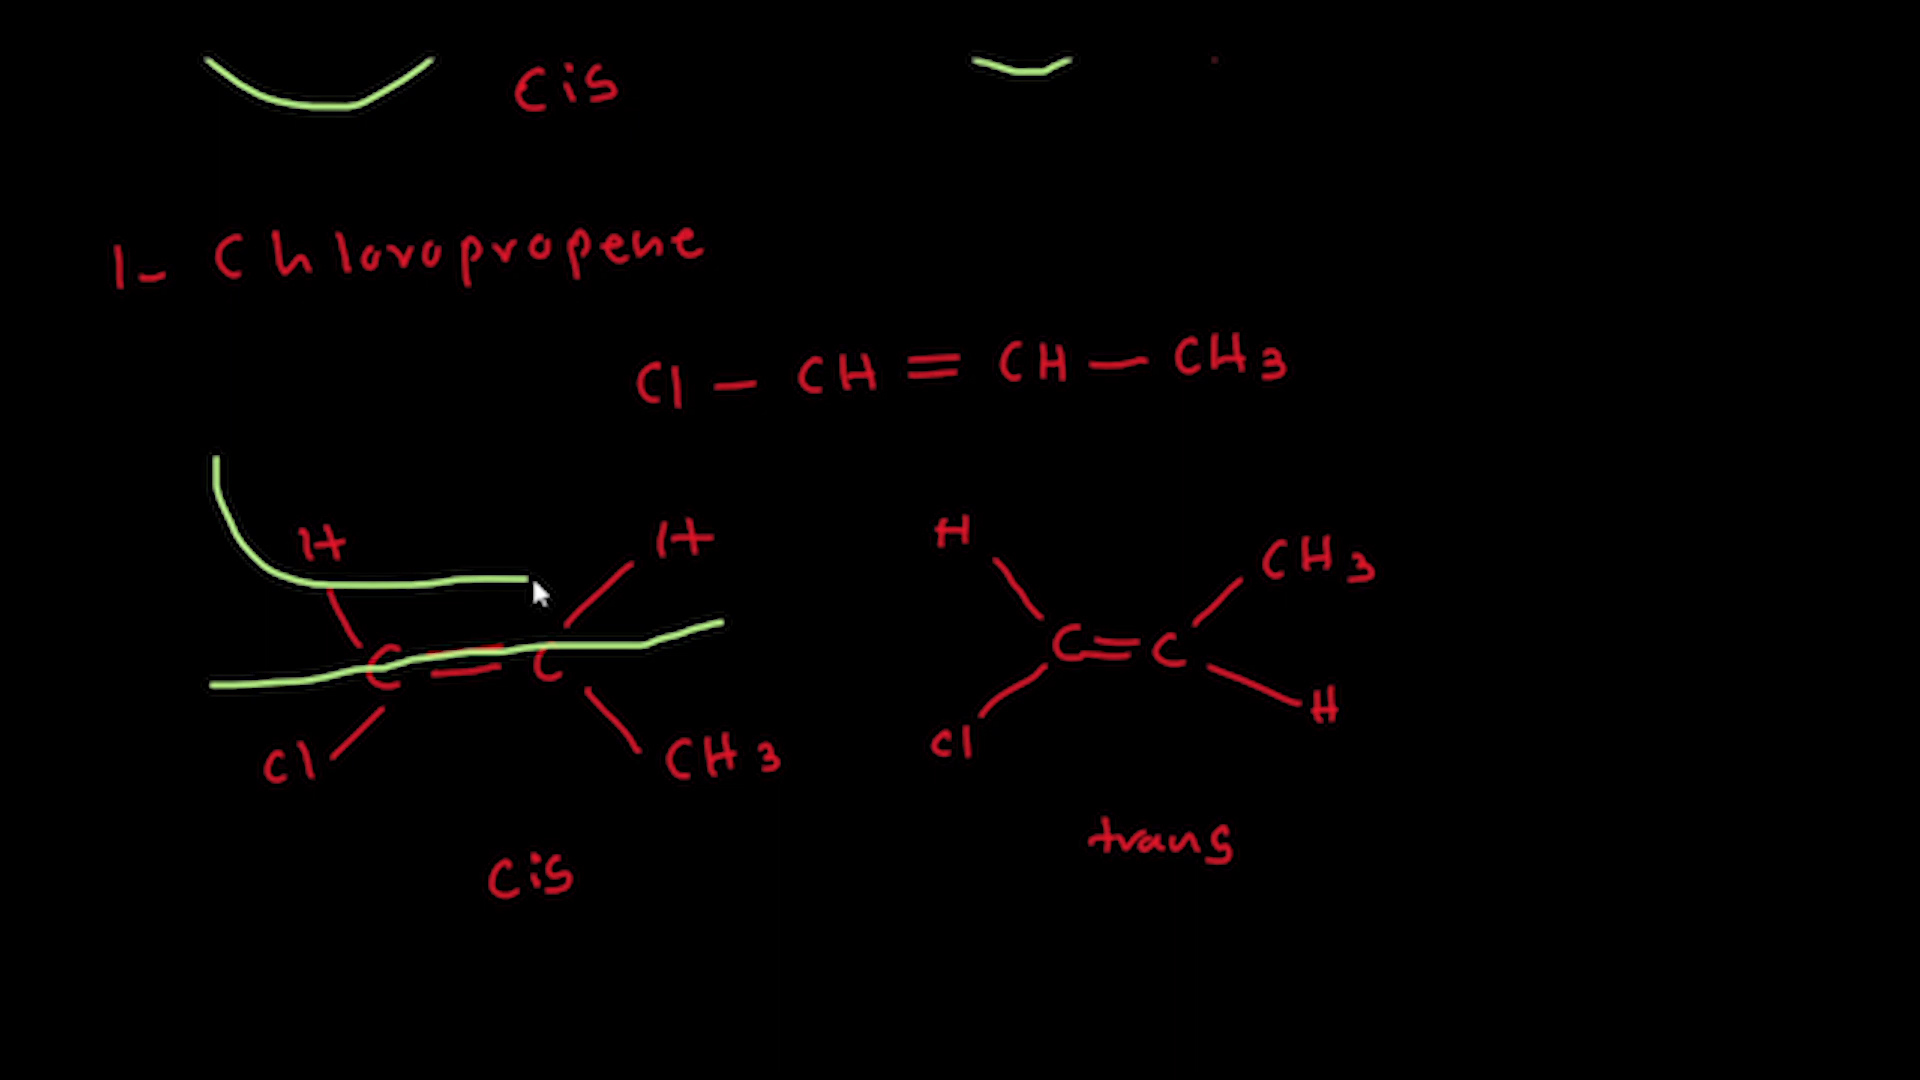 cis
1- Chloropropene
Cl – CH = CH – CH3
H H
C = C
Cl CH3
cis
H CH3
C = C
Cl H
trans